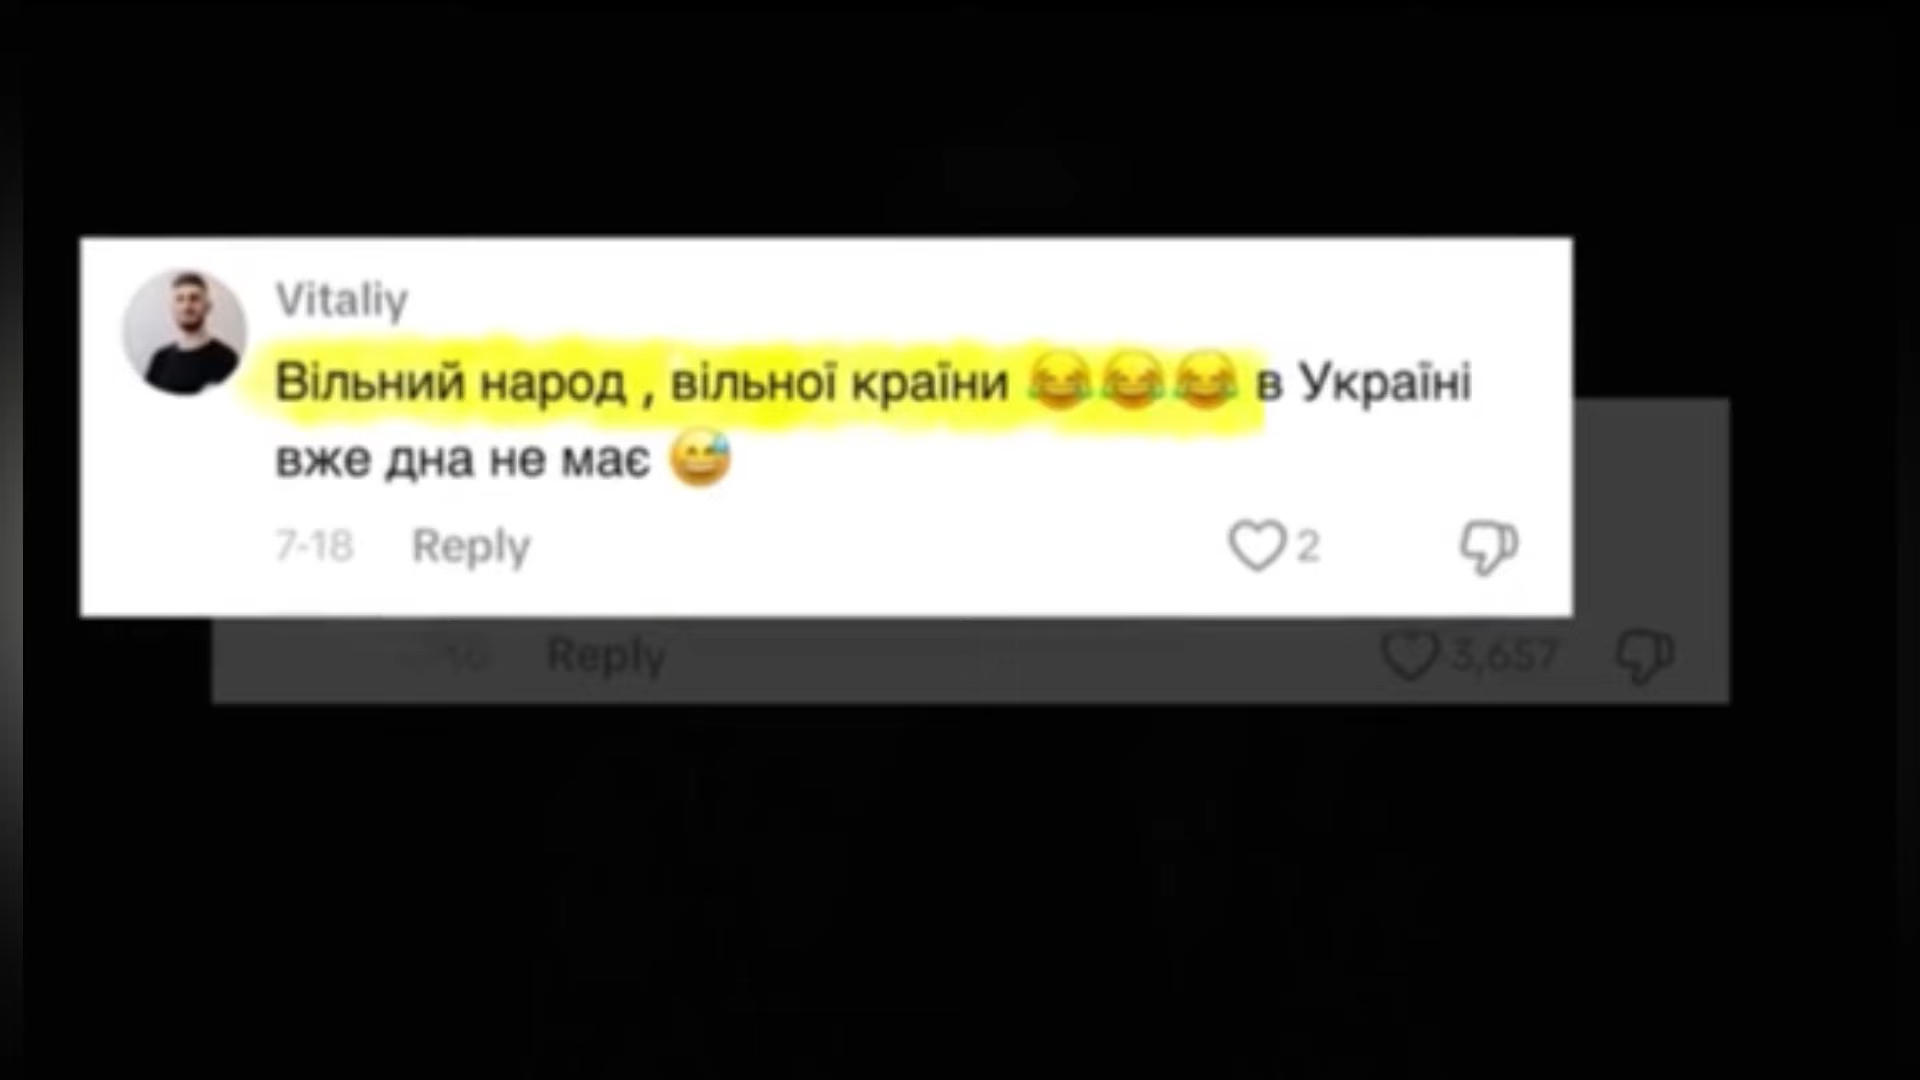 Vitaliy
Вільний народ , вільної країни 😂😂😂 в Україні
вже дна не має 😅
7-18 Reply
2
Reply
3,657